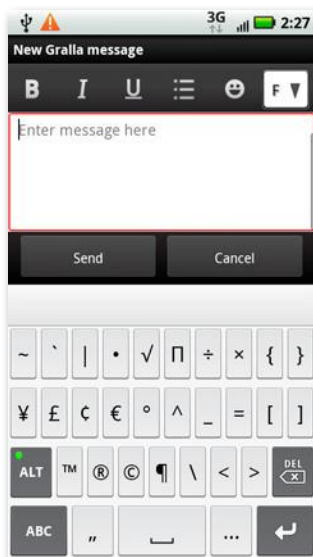 3G 2:27
New Gralla message
B I U F
Enter message here
Send Cancel
~ ` | • √ Π ÷ × { }
¥ £ ¢ € ° ^ _ = [ ]
ALT ™ ® © ¶ \ < > DEL
ABC „ ...